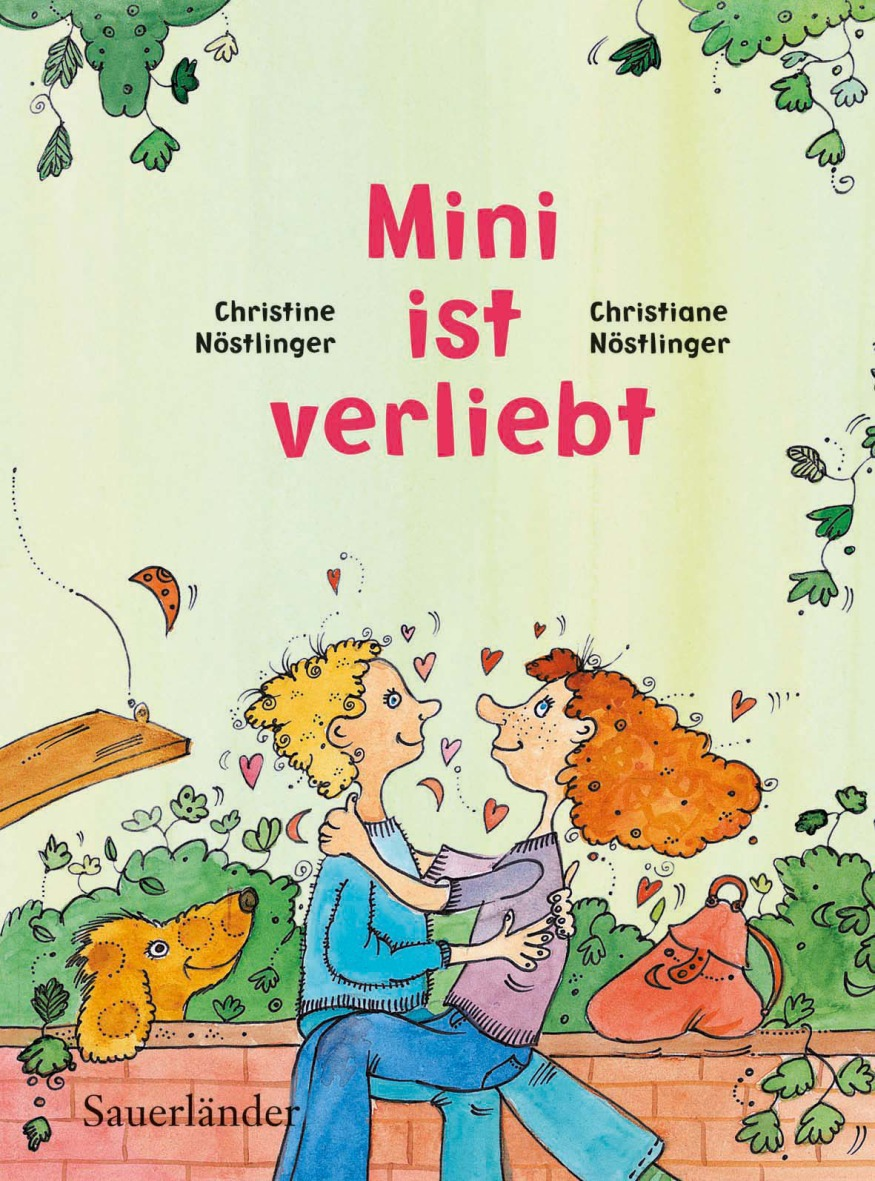 Mini
ist
verliebt
Christine
Nöstlinger
Christiane
Nöstlinger
Sauerländer